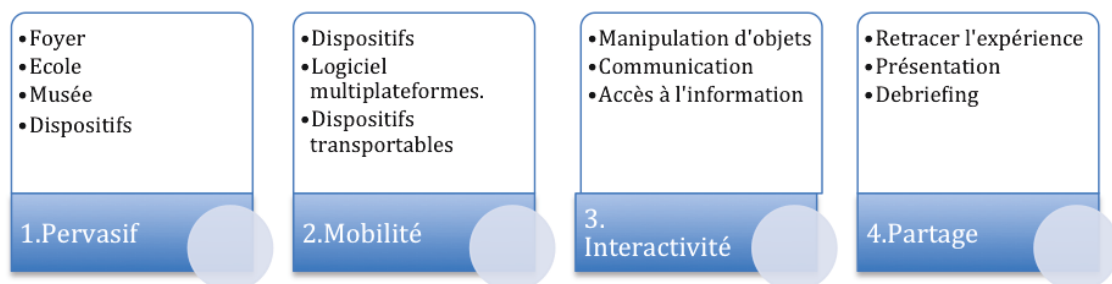 •Foyer
•Ecole
•Musée
•Dispositifs
1.Pervasif
•Dispositifs
•Logiciel
multiplateformes.
•Dispositifs
transportables
2.Mobilité
•Manipulation d'objets
•Communication
•Accès à l'information
3.
Interactivité
•Retracer l'expérience
•Présentation
•Debriefing
4.Partage